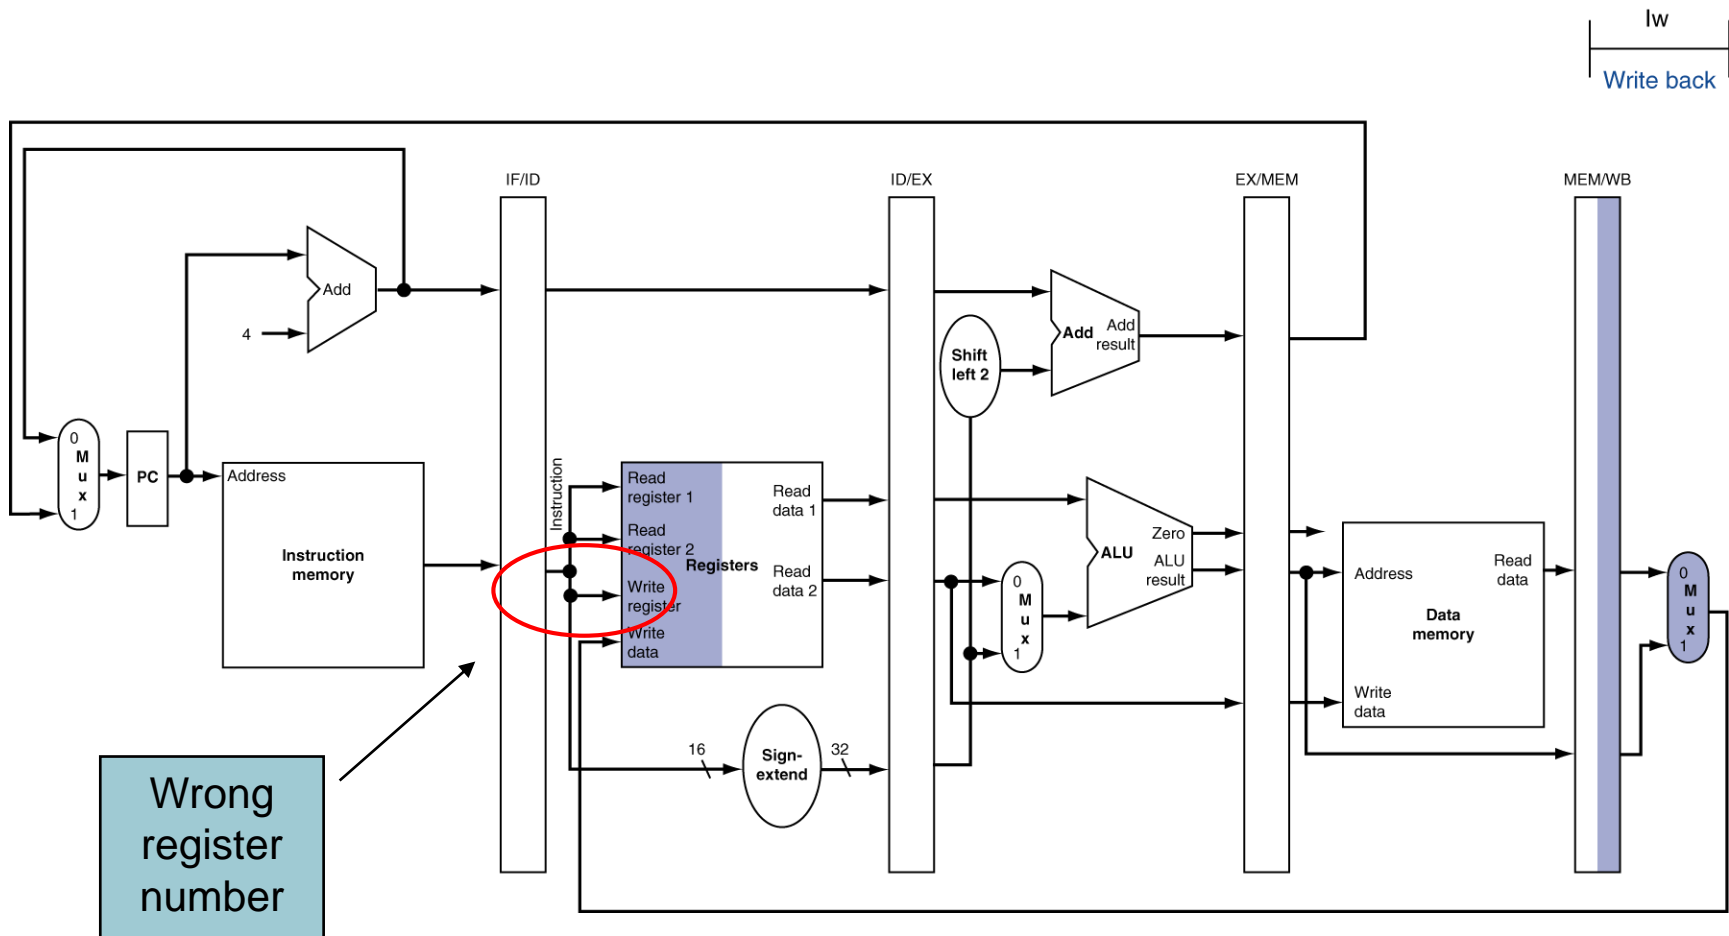 lw
Write back
IF/ID
ID/EX
EX/MEM
MEM/WB
Add
4
Add
Add
result
Shift
left 2
0
M
u
x
1
PC
Address
Instruction
memory
Instruction
Read
register 1
Read
register 2
Write
register
Write
data
Registers
Read
data 1
Read
data 2
16
Sign-
extend
32
0
M
u
x
1
ALU
Zero
ALU
result
Address
Read
data
Data
memory
Write
data
0
M
u
x
1
Wrong
register
number